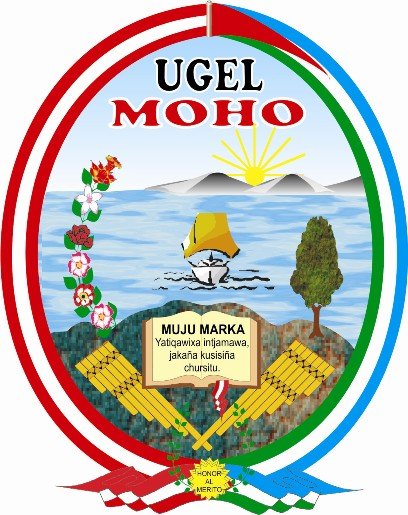 UGEL
MOHO
MUJU MARKA
Yatiqawixa intjamawa,
jakaña kusisiña
chursitu.
HONOR
AL
MERITO